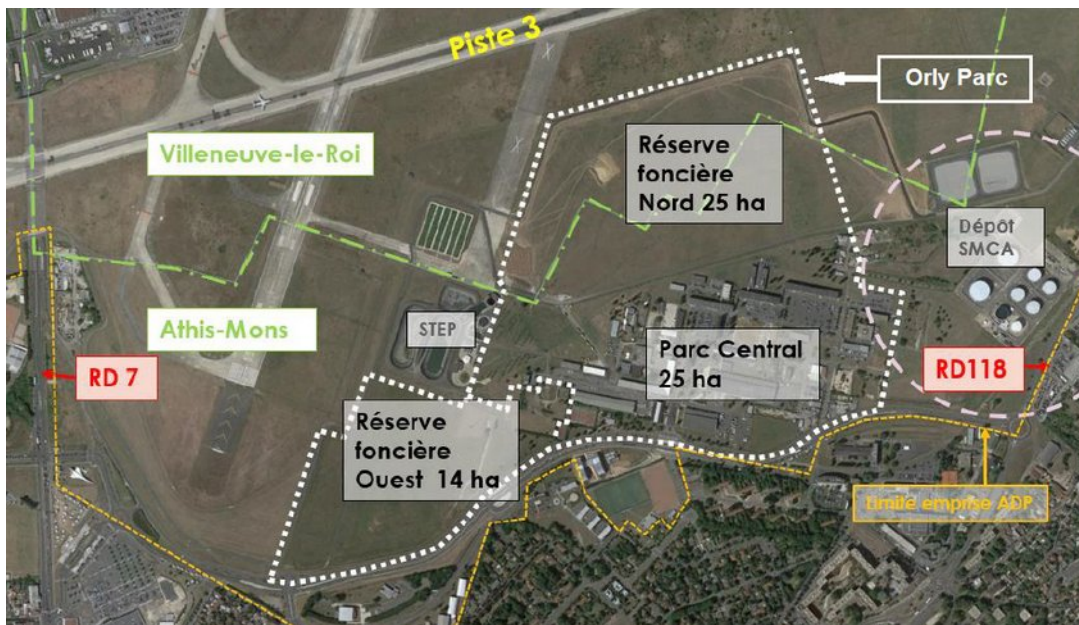 Piste 3
Orly Parc
Villeneuve-le-Roi
Réserve
foncière
Nord 25 ha
Dépôt
SMCA
Athis-Mons
STEP
RD 7
Parc Central
25 ha
RD118
Réserve
foncière
Ouest 14 ha
Limite emprise ADP